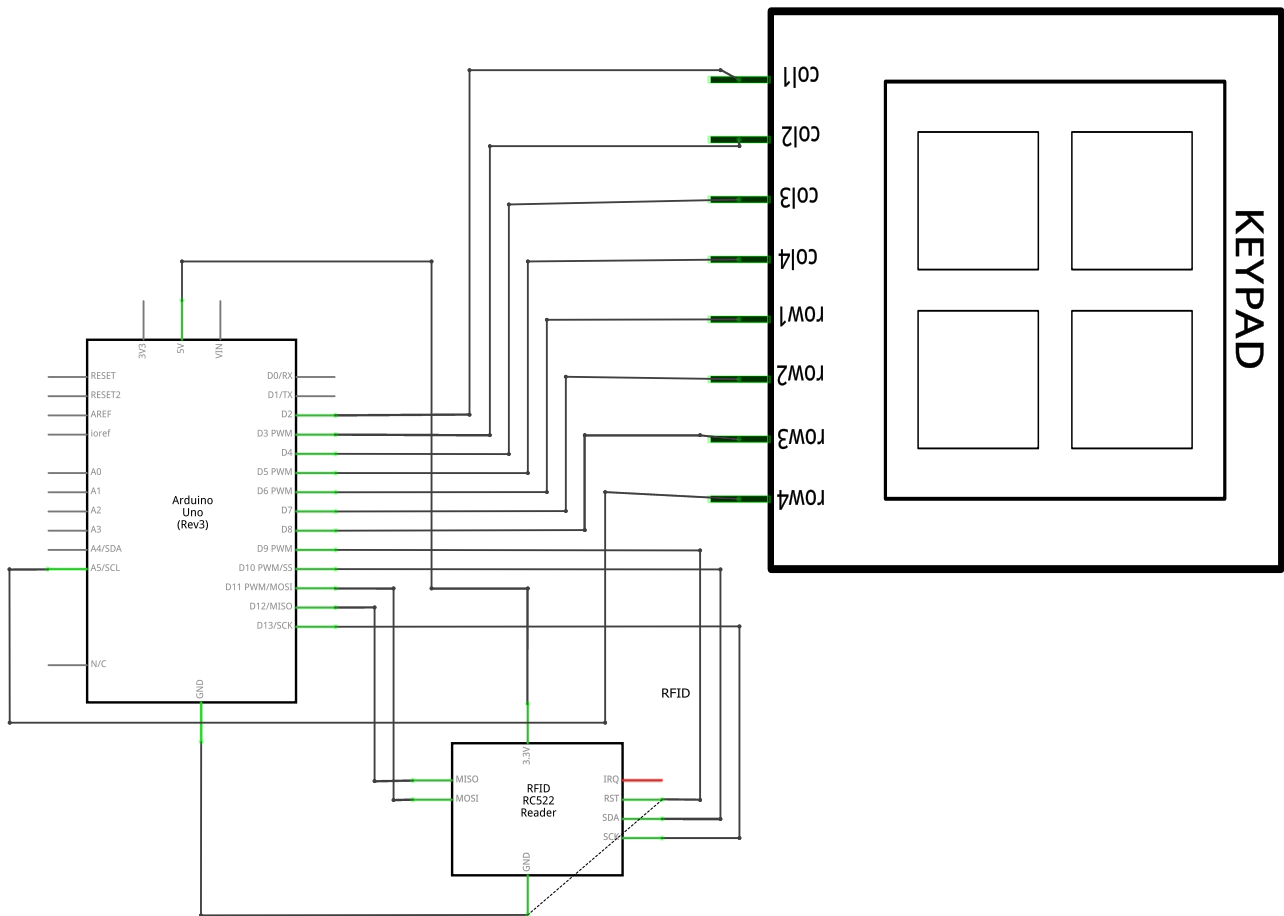 col1
col2
col3
col4
row1
row2
row3
row4
KEYPAD
3V3
5V
VIN
RESET
RESET2
AREF
ioref
A0
A1
A2
A3
A4/SDA
A5/SCL
N/C
Arduino
Uno
(Rev3)
D0/RX
D1/TX
D2
D3 PWM
D4
D5 PWM
D6 PWM
D7
D8
D9 PWM
D10 PWM/SS
D11 PWM/MOSI
D12/MISO
D13/SCK
GND
RFID
3.3V
MISO
MOSI
RFID
RC522
Reader
IRQ
RST
SDA
SCK
GND